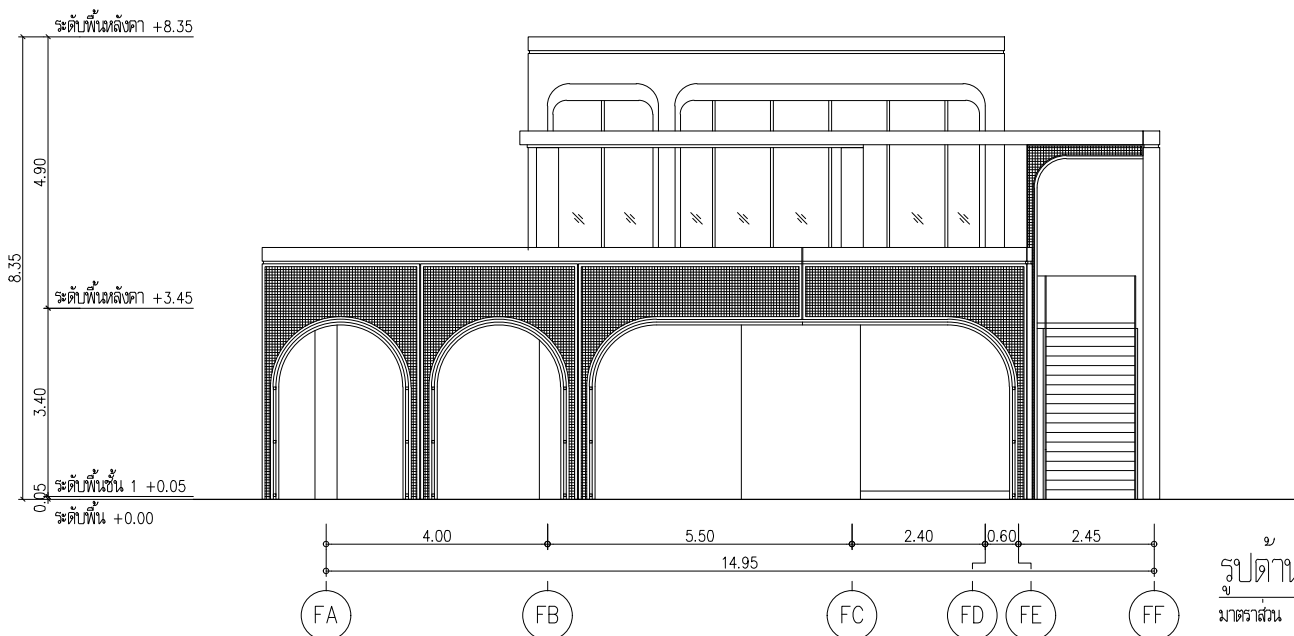 ระดับพื้นหลังคา +8.35
4.90
8.35
ระดับพื้นหลังคา +3.45
3.40
ระดับพื้นชั้น 1 +0.05
0.05
ระดับพื้น +0.00
4.00 5.50 2.40 0.60 2.45
14.95
FA FB FC FD FE FF
รูปด้าน
มาตราส่วน